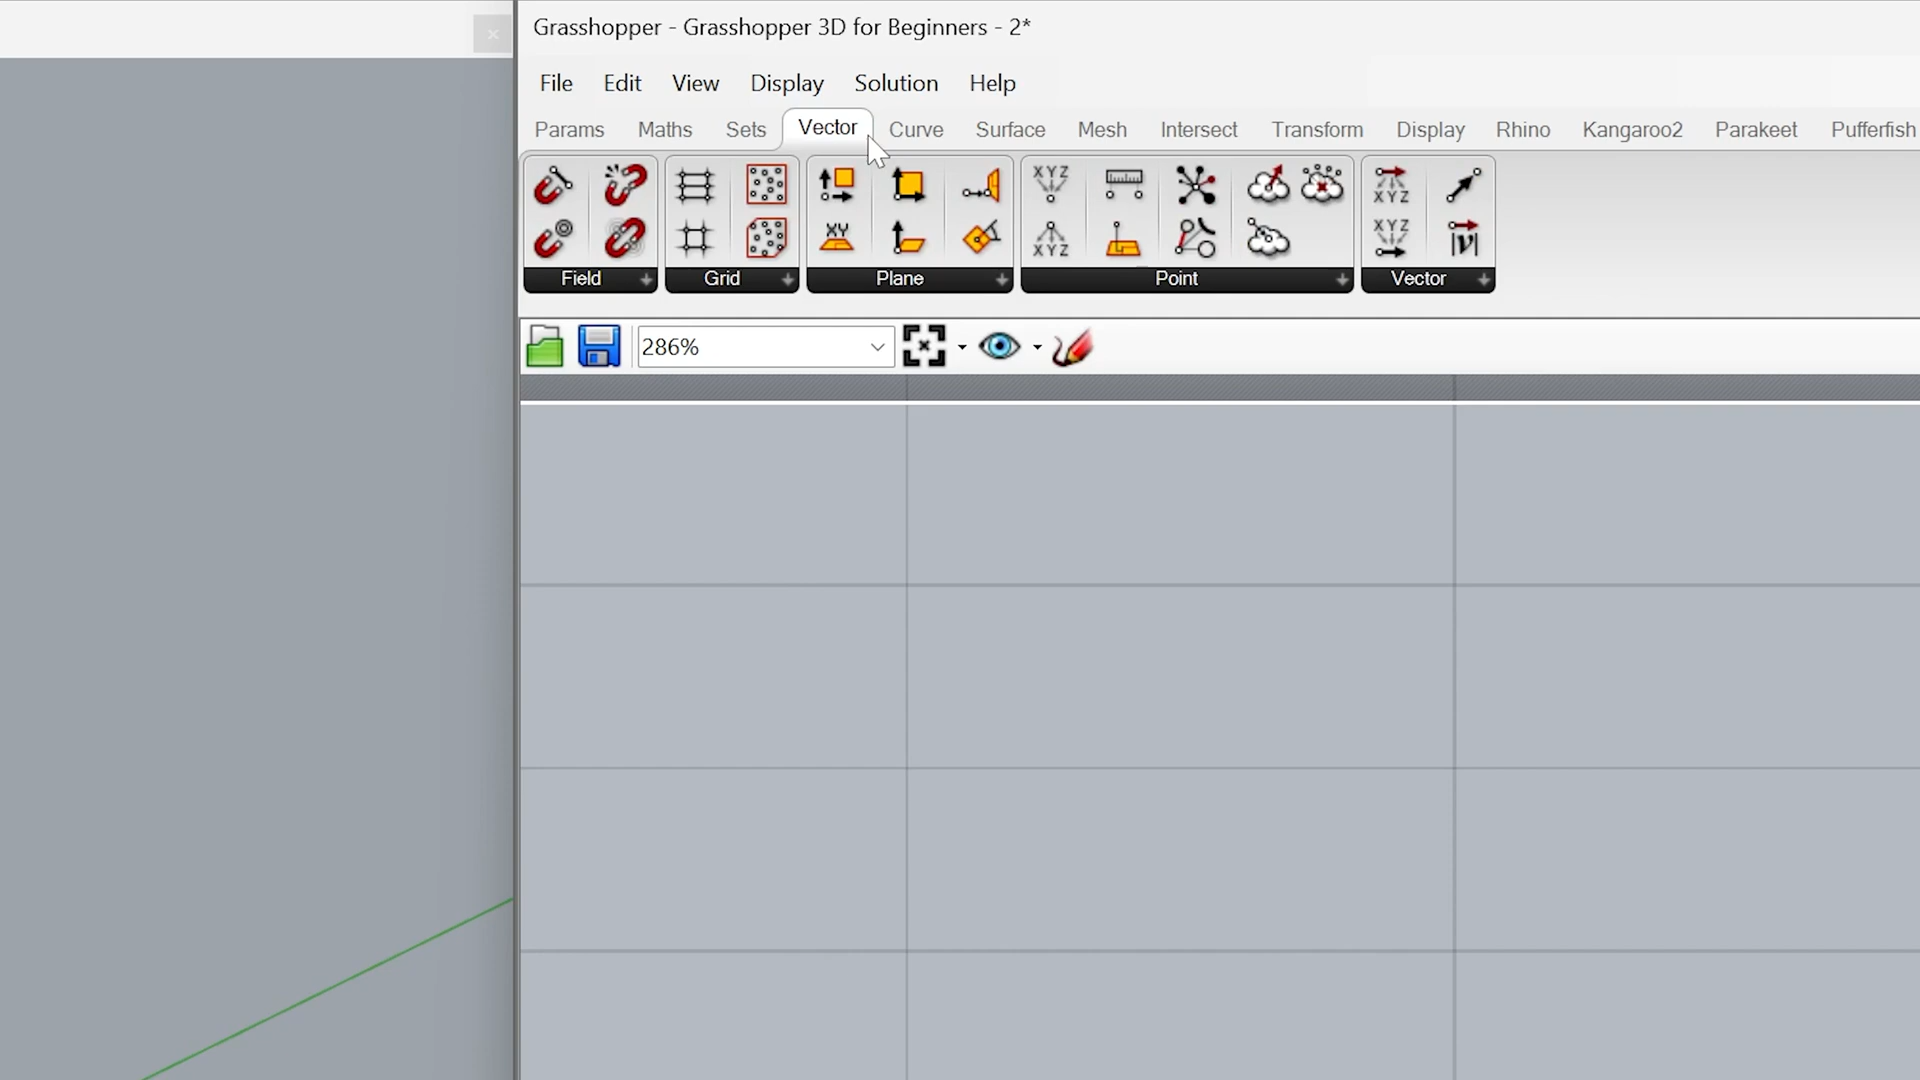 Grasshopper - Grasshopper 3D for Beginners - 2*
File Edit View Display Solution Help
Params Maths Sets Vector Curve Surface Mesh Intersect Transform Display Rhino Kangaroo2 Parakeet Pufferfish
XYZ XYZ
XY XYZ XYZ |V|
Field Grid Plane Point Vector
286%